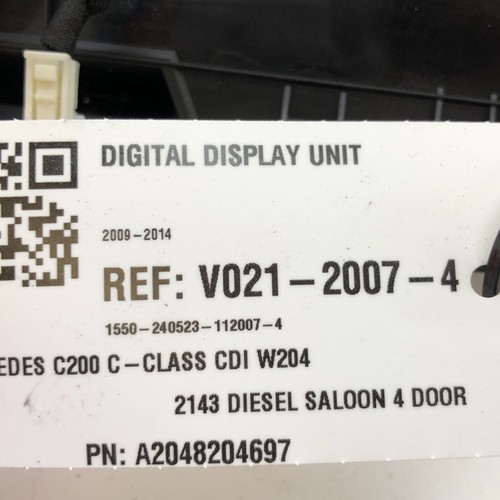 DIGITAL DISPLAY UNIT
2009-2014
REF: V021-2007-4
1550-240523-112007-4
EDES C200 C-CLASS CDI W204
2143 DIESEL SALOON 4 DOOR
PN: A2048204697